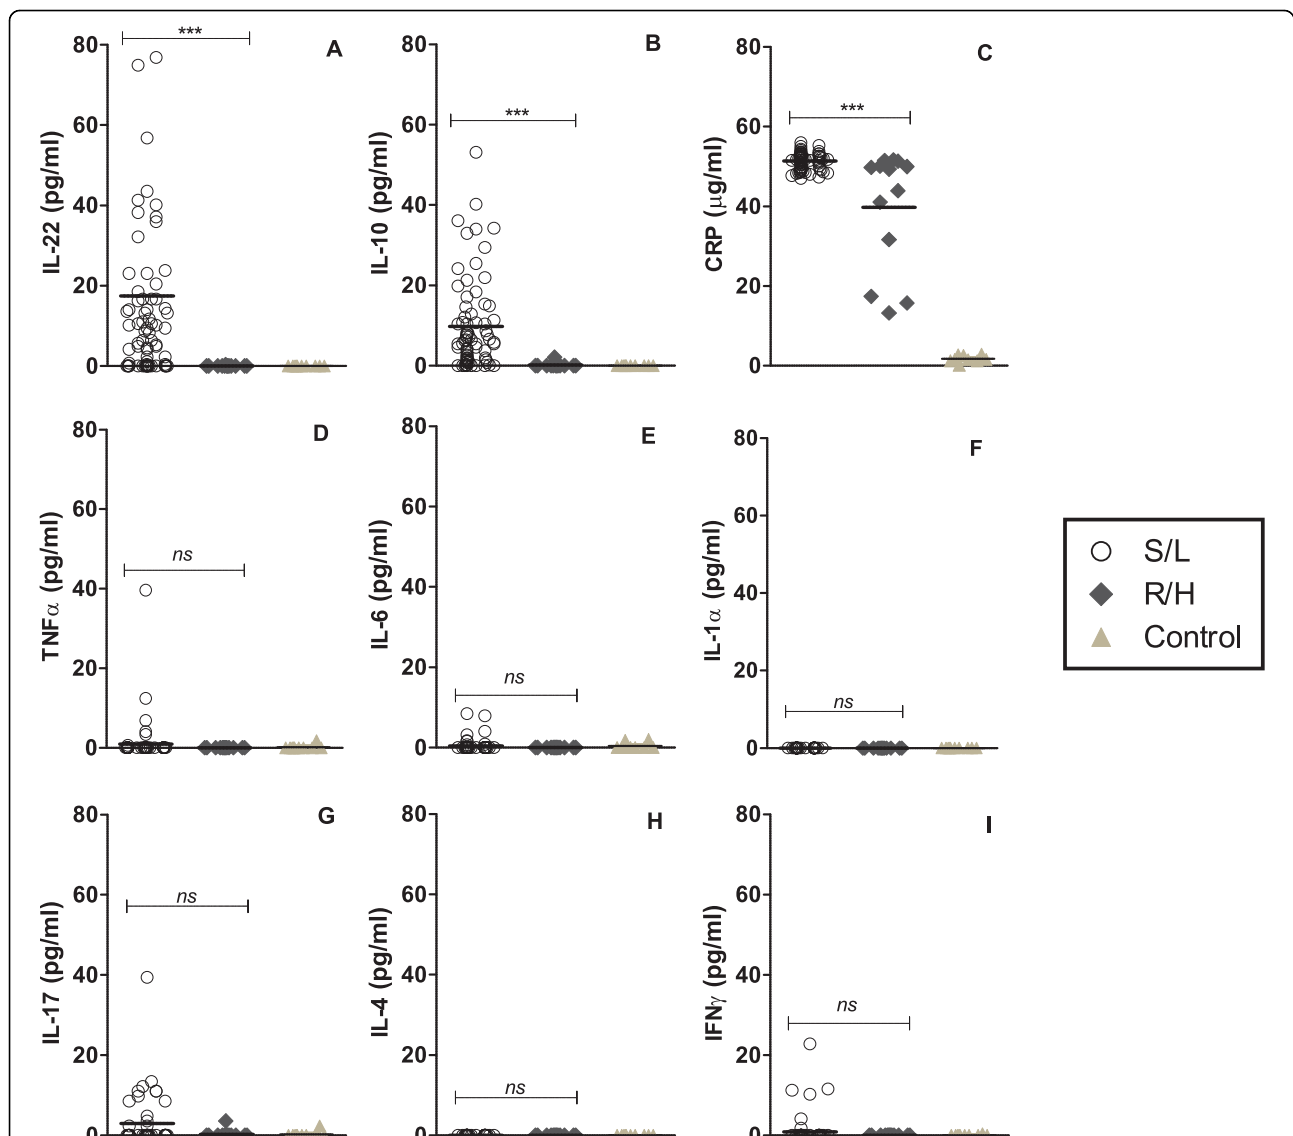 A
***
IL-22 (pg/ml)
80
60
40
20
0
B
***
IL-10 (pg/ml)
80
60
40
20
0
C
***
CRP (μg/ml)
80
60
40
20
0
D
ns
TNFα (pg/ml)
80
60
40
20
0
E
ns
IL-6 (pg/ml)
80
60
40
20
0
F
ns
IL-1α (pg/ml)
80
60
40
20
0
S/L
R/H
Control
G
ns
IL-17 (pg/ml)
80
60
40
20
0
H
ns
IL-4 (pg/ml)
80
60
40
20
0
I
ns
IFNγ (pg/ml)
80
60
40
20
0